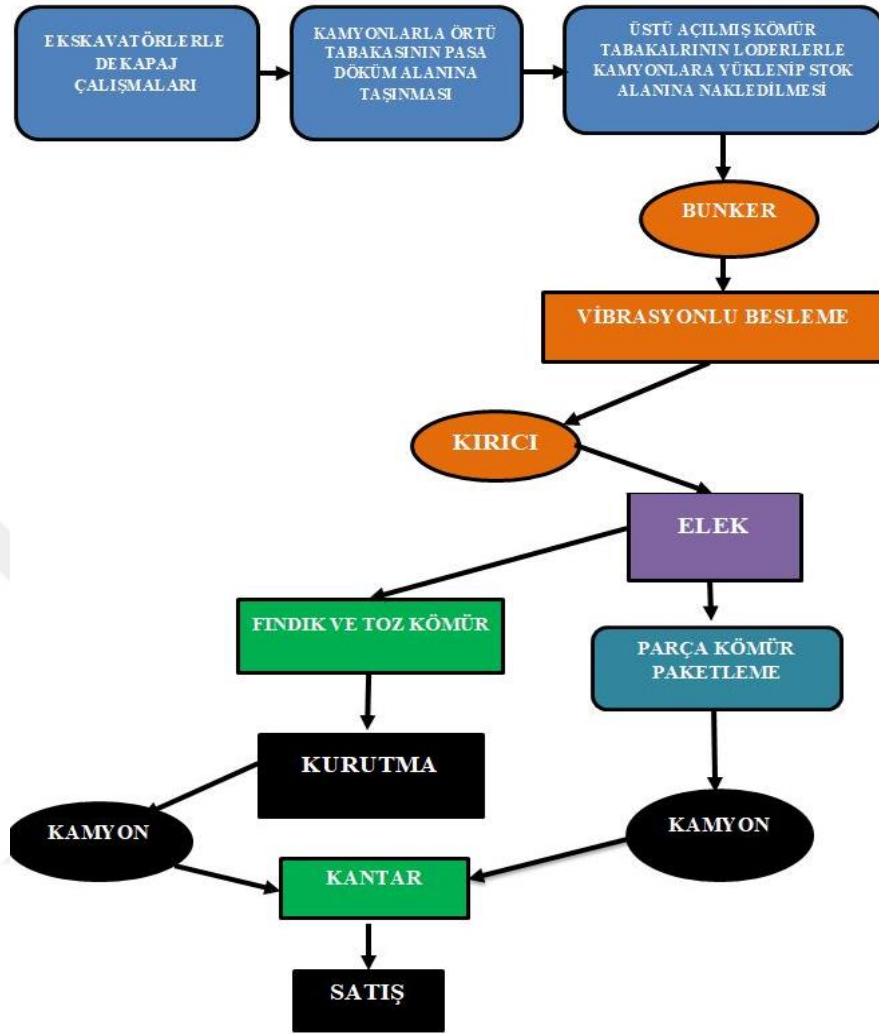 EKSKAVATÖRLERLE
DEKAPAJ
ÇALIŞMALARI
KAMYONLARLA ÖRTÜ
TABAKASININ PASA
DÖKÜM ALANINA
TAŞINMASI
ÜSTÜ AÇILMIŞ KÖMÜR
TABAKALRININ LODERLERLE
KAMYONLARA YÜKLENİP STOK
ALANINA NAKLEDİLMESİ
BUNKER
VİBRASYONLU BESLEME
KIRICI
ELEK
FINDIK VE TOZ KÖMÜR
PARÇA KÖMÜR
PAKETLEME
KURUTMA
KAMYON
KAMYON
KANTAR
SATIŞ